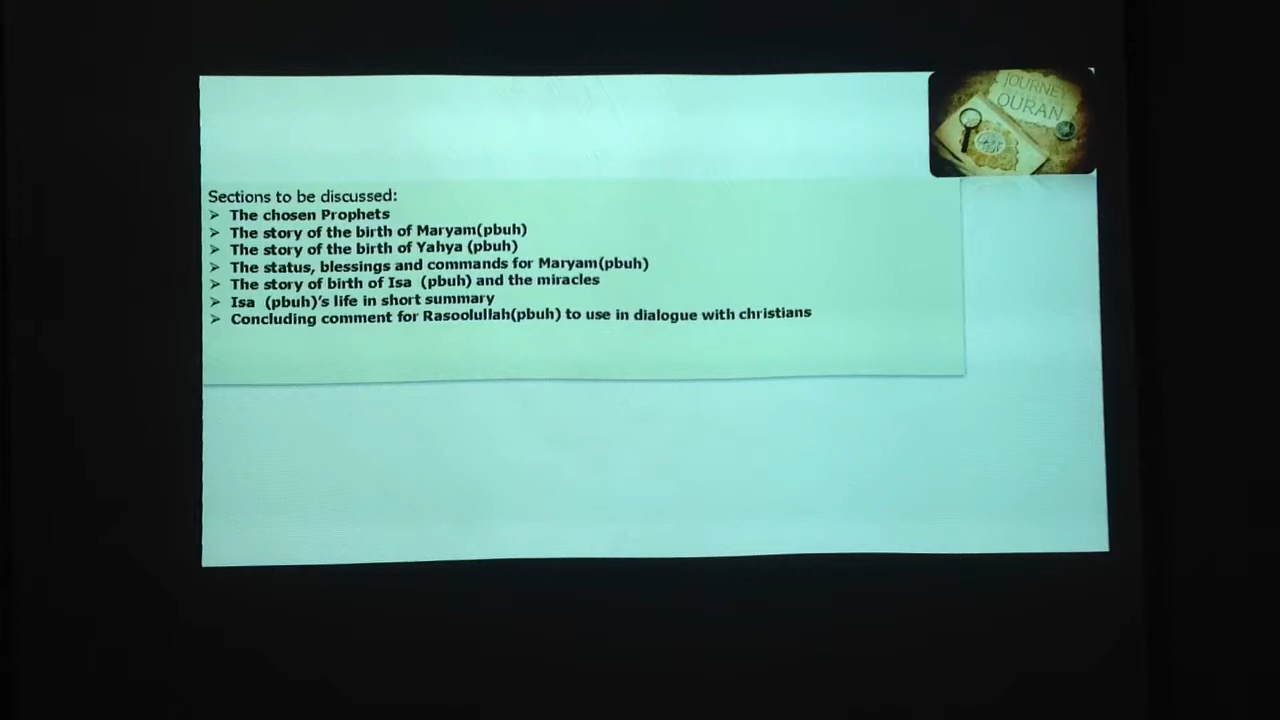 JOURNEY
QURAN
Sections to be discussed:
➢ The chosen Prophets
➢ The story of the birth of Maryam(pbuh)
➢ The story of the birth of Yahya (pbuh)
➢ The status, blessings and commands for Maryam(pbuh)
➢ The story of birth of Isa (pbuh) and the miracles
➢ Isa (pbuh)'s life in short summary
➢ Concluding comment for Rasoolullah(pbuh) to use in dialogue with christians